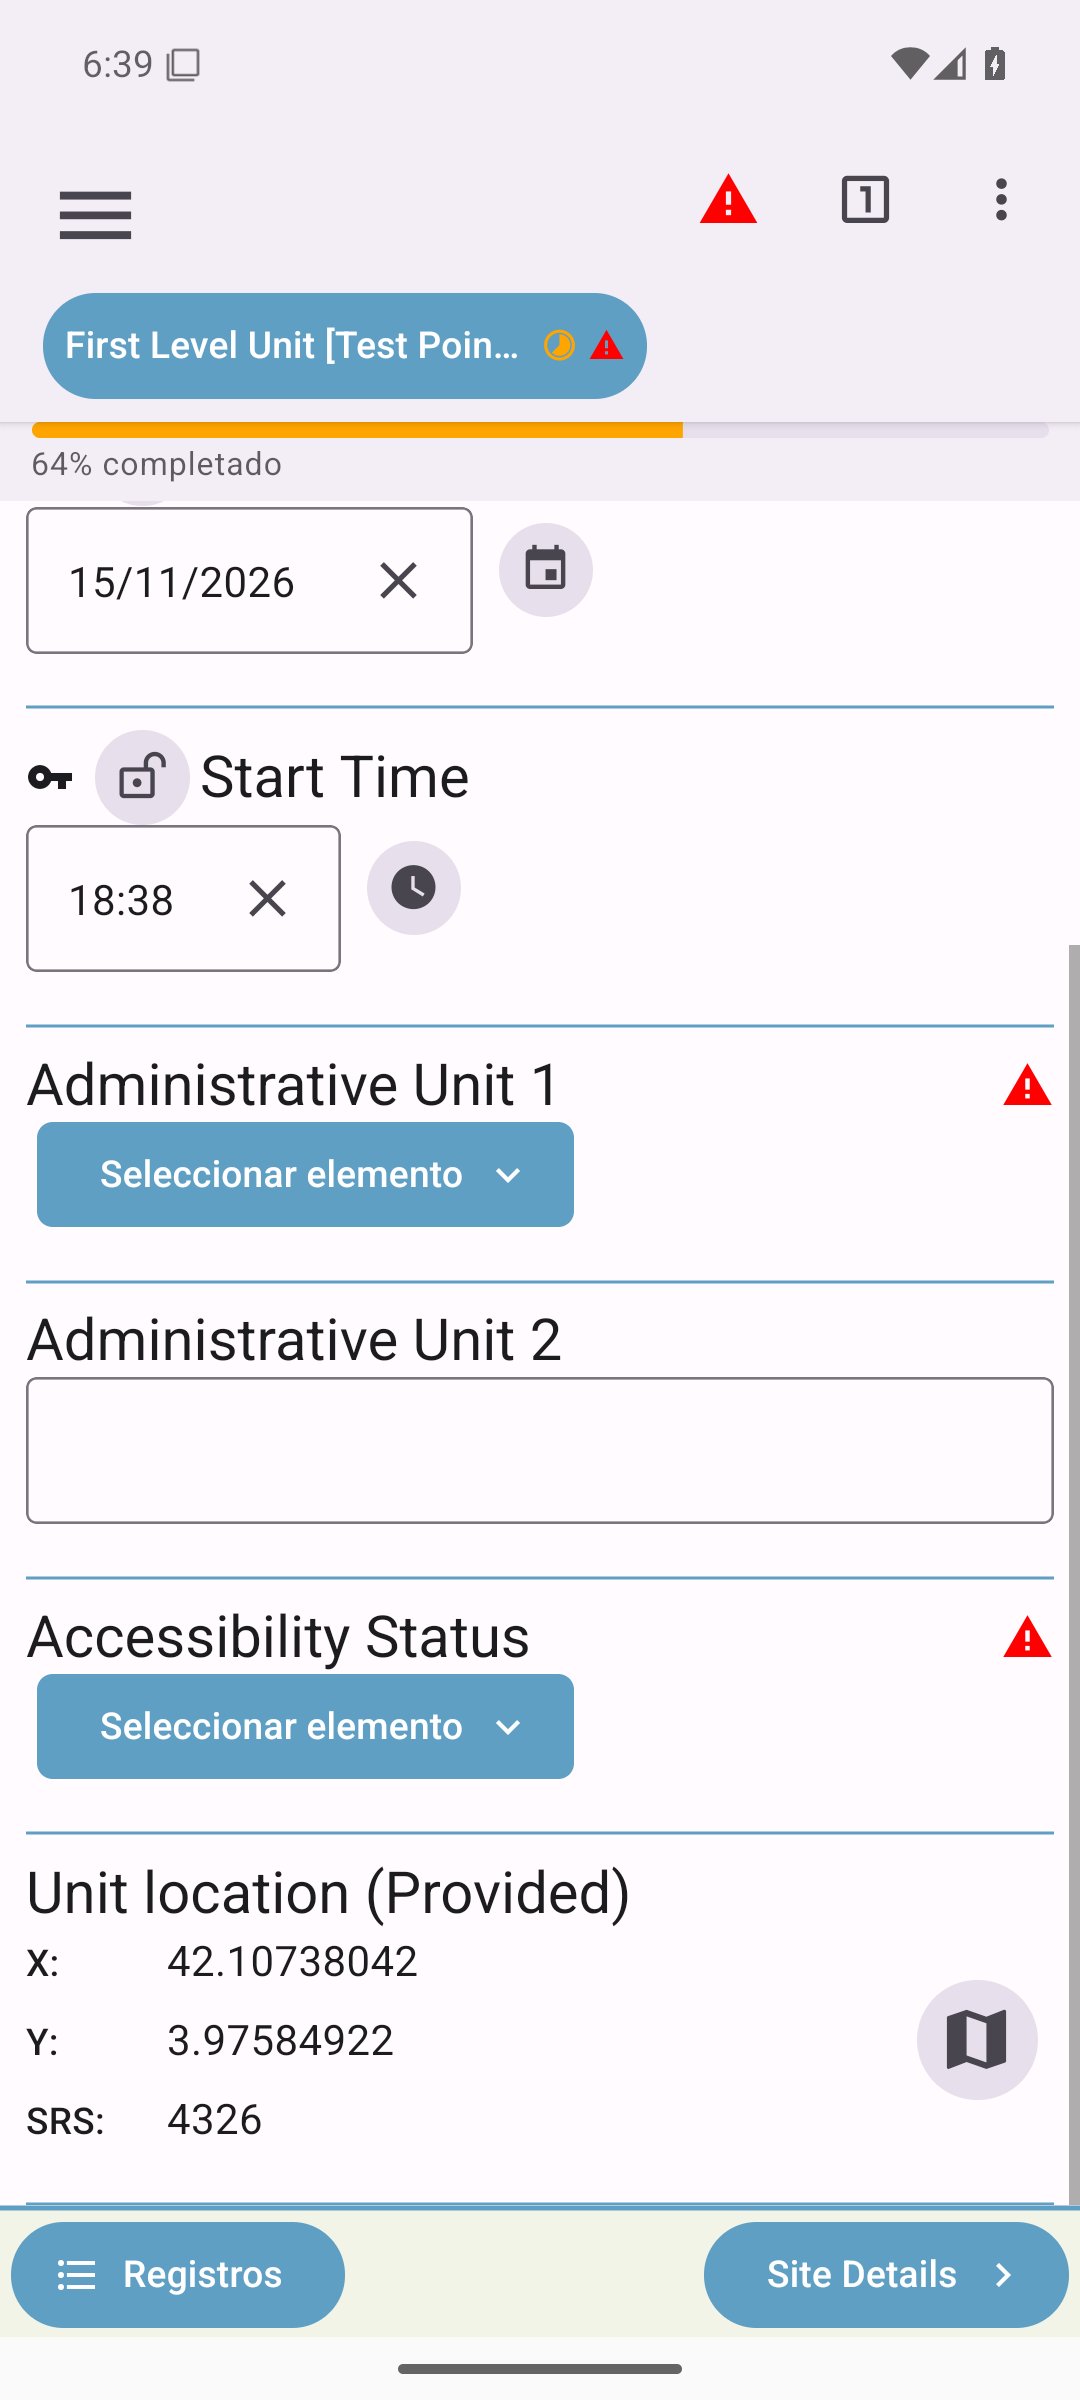 6:39
1
First Level Unit [Test Poin...
64% completado
15/11/2026
Start Time
18:38
Administrative Unit 1
Seleccionar elemento
Administrative Unit 2
Accessibility Status
Seleccionar elemento
Unit location (Provided)
X: 42.10738042
Y: 3.97584922
SRS: 4326
Registros
Site Details